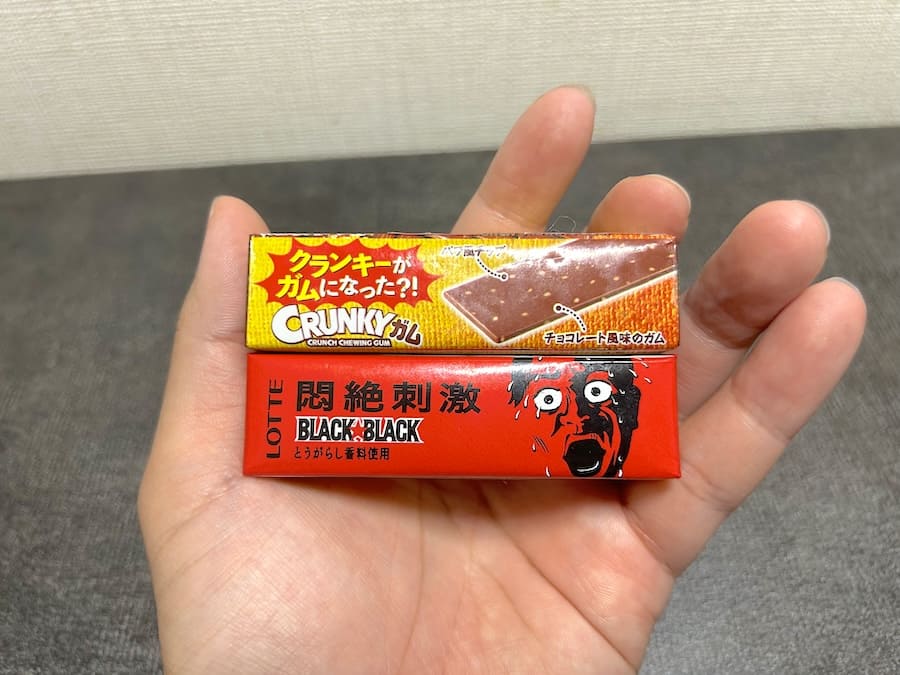 クランキーが
ガムになった?!
CRUNKYガム
CRUNCH CHEWING GUM
パフ風チップ
チョコレート風味のガム
LOTTE
悶絶刺激
BLACK BLACK
とうがらし香料使用